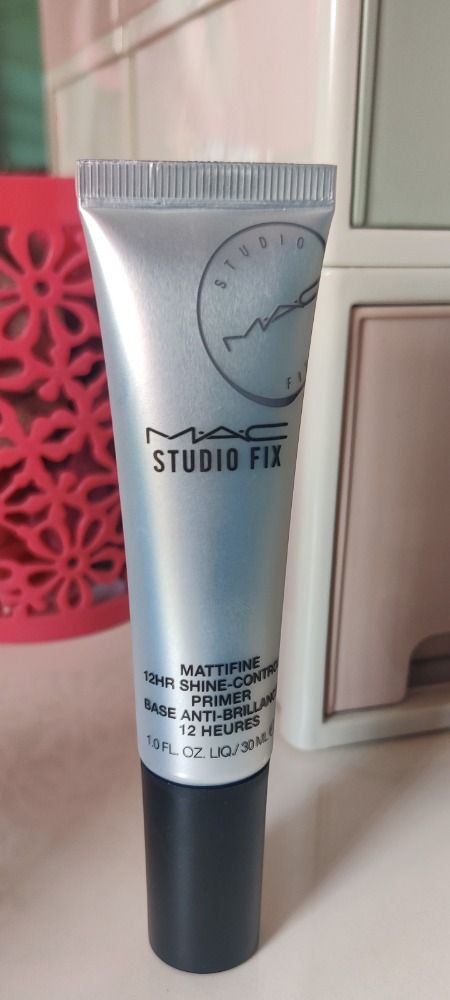 STUDIO
MAC
FI
M·A·C
STUDIO FIX
MATTIFINE
12HR SHINE-CONTRO
PRIMER
BASE ANTI-BRILLANC
12 HEURES
1.0 FL. OZ. LIQ./30 ML